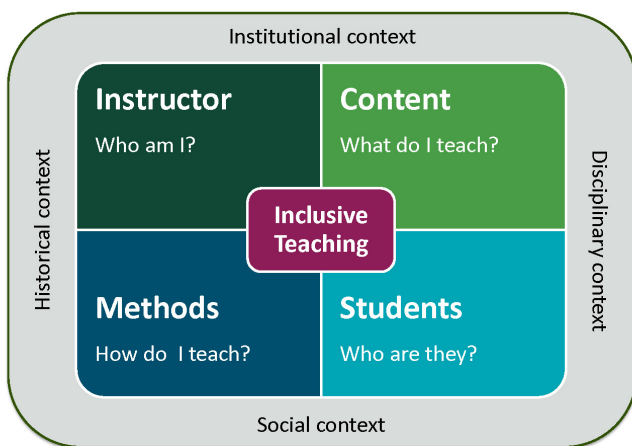 Institutional context
Instructor
Who am I?
Content
What do I teach?
Historical context
Inclusive
Teaching
Disciplinary context
Methods
How do I teach?
Students
Who are they?
Social context